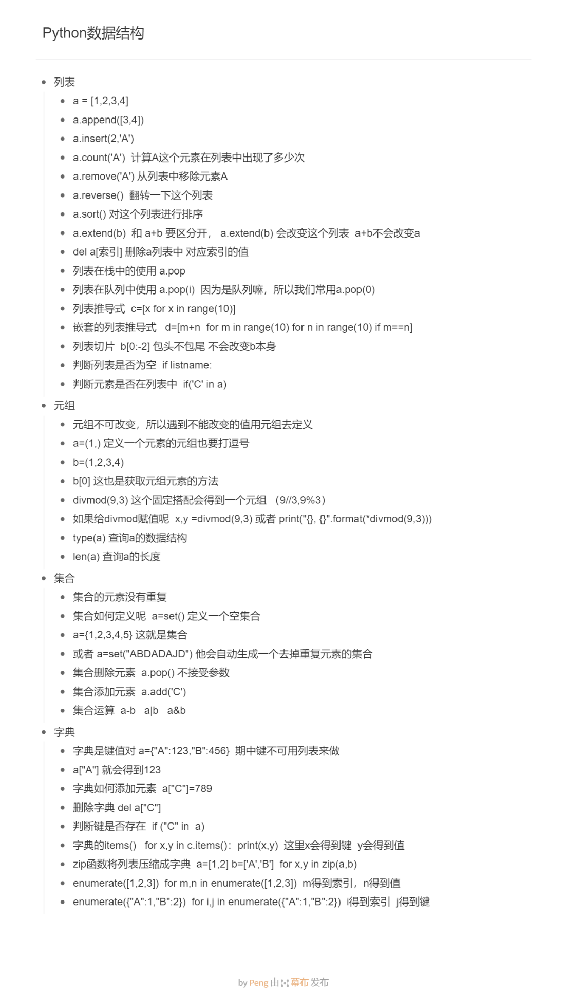 Python数据结构
列表
a = [1,2,3,4]
a.append([3,4])
a.insert(2,'A')
a.count('A')  计算A这个元素在列表中出现了多少次
a.remove('A') 从列表中移除元素A
a.reverse()  翻转一下这个列表
a.sort() 对这个列表进行排序
a.extend(b)  和 a+b 要区分开， a.extend(b) 会改变这个列表  a+b不会改变a
del a[索引] 删除a列表中 对应索引的值
列表在栈中的使用 a.pop
列表在队列中使用 a.pop(i)  因为是队列嘛，所以我们常用a.pop(0)
列表推导式  c=[x for x in range(10)]
嵌套的列表推导式   d=[m+n  for m in range(10) for n in range(10) if m==n]
列表切片  b[0:-2] 包头不包尾 不会改变b本身
判断列表是否为空  if listname:
判断元素是否在列表中  if('C' in a)
元组
元组不可改变，所以遇到不能改变的值用元组去定义
a=(1,) 定义一个元素的元组也要打逗号
b=(1,2,3,4)
b[0] 这也是获取元组元素的方法
divmod(9,3) 这个固定搭配会得到一个元组 （9//3,9%3）
如果给divmod赋值呢  x,y =divmod(9,3) 或者 print("{}, {}".format(*divmod(9,3)))
type(a) 查询a的数据结构
len(a) 查询a的长度
集合
集合的元素没有重复
集合如何定义呢  a=set() 定义一个空集合
a={1,2,3,4,5} 这就是集合
或者 a=set("ABDADAJD") 他会自动生成一个去掉重复元素的集合
集合删除元素  a.pop() 不接受参数
集合添加元素  a.add('C')
集合运算  a-b   a|b   a&b
字典
字典是键值对 a={"A":123,"B":456}  期中键不可用列表来做
a["A"] 就会得到123
字典如何添加元素  a["C"]=789
删除字典 del a["C"]
判断键是否存在  if ("C" in  a)
字典的items()   for x,y in c.items()：print(x,y)  这里x会得到键  y会得到值
zip函数将列表压缩成字典  a=[1,2] b=['A','B']  for x,y in zip(a,b)
enumerate([1,2,3])  for m,n in enumerate([1,2,3])  m得到索引，n得到值
enumerate({"A":1,"B":2})  for i,j in enumerate({"A":1,"B":2})  i得到索引  j得到键
by Peng 由 幕布 发布